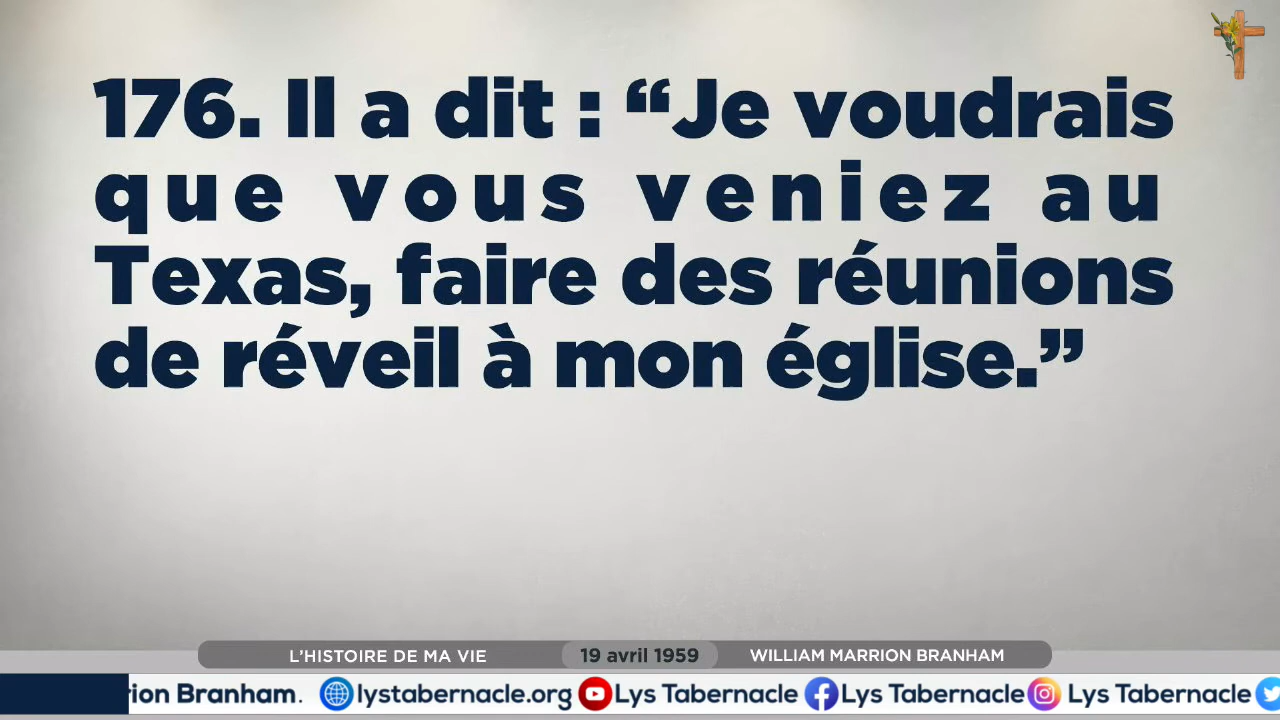 176. Il a dit : “Je voudrais
que vous veniez au
Texas, faire des réunions
de réveil à mon église.”
L’HISTOIRE DE MA VIE 19 avril 1959 WILLIAM MARRION BRANHAM
rion Branham. lystabernacle.org Lys Tabernacle Lys Tabernacle Lys Tabernacle